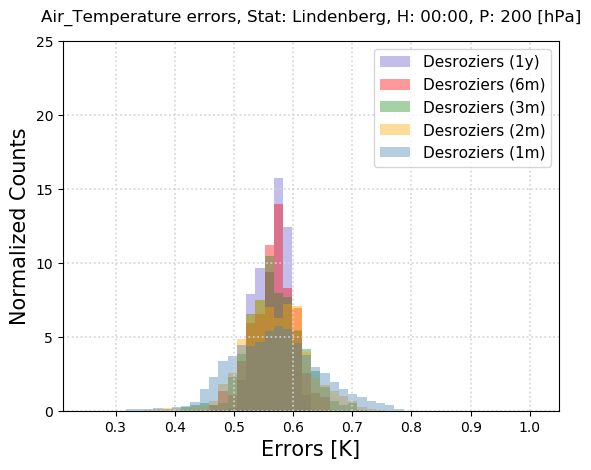 Air_Temperature errors, Stat: Lindenberg, H: 00:00, P: 200 [hPa]
25
20
15
10
5
0
Normalized Counts
Desroziers (1y)
Desroziers (6m)
Desroziers (3m)
Desroziers (2m)
Desroziers (1m)
0.3 0.4 0.5 0.6 0.7 0.8 0.9 1.0
Errors [K]